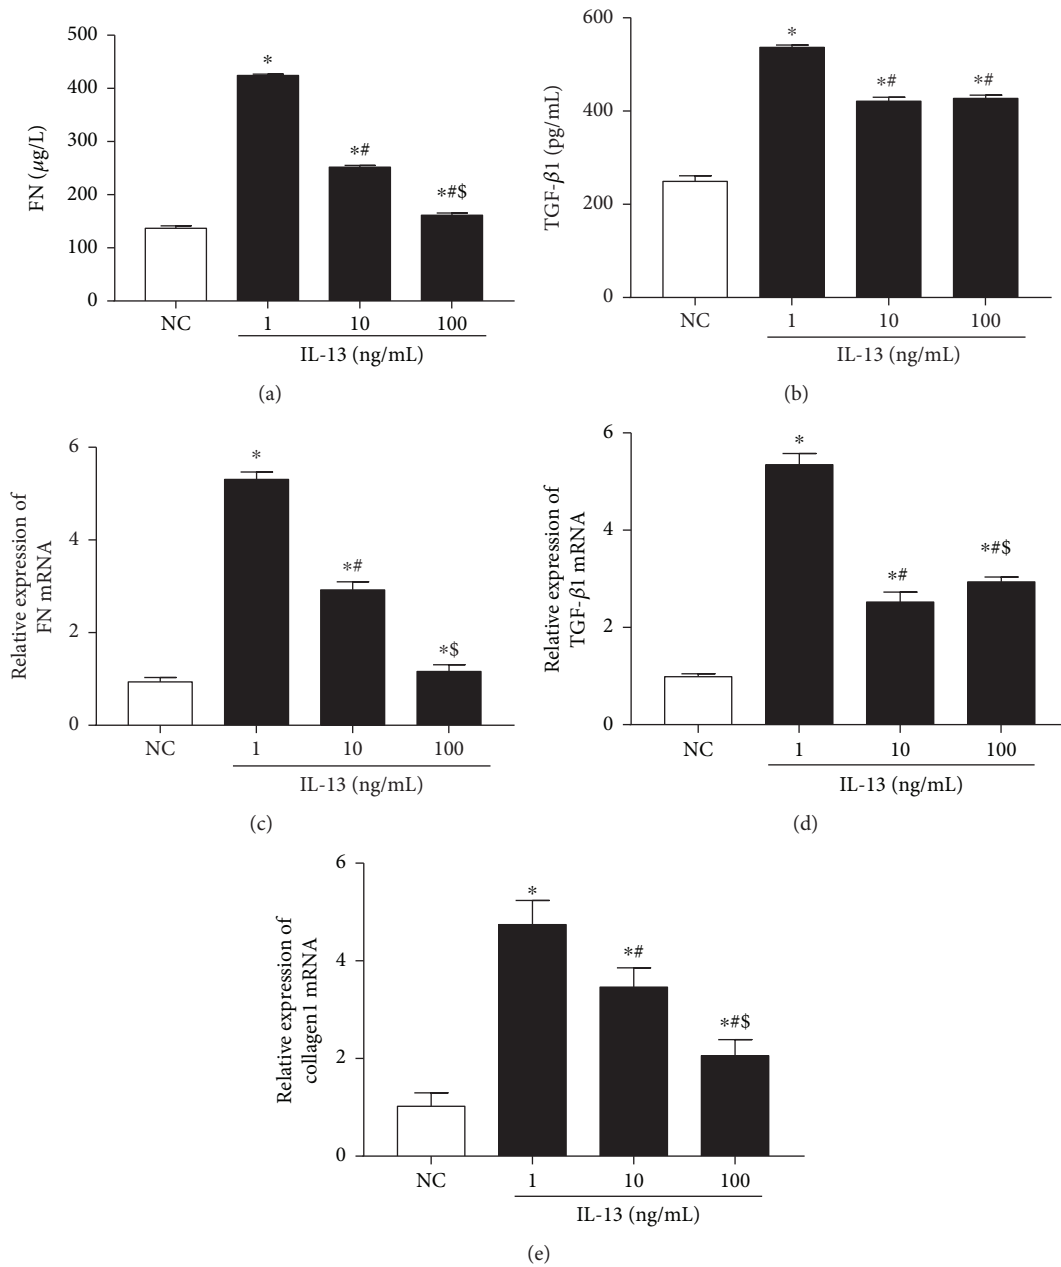 500
400
300
200
100
0
FN (μg/L)
*
*#
*#$
NC
1
10
100
IL-13 (ng/mL)
(a)
600
400
200
0
TGF-β1 (pg/mL)
*
*#
*#
NC
1
10
100
IL-13 (ng/mL)
(b)
6
4
2
0
Relative expression of
FN mRNA
*
*#
*$
NC
1
10
100
IL-13 (ng/mL)
(c)
6
4
2
0
Relative expression of
TGF-β1 mRNA
*
*#
*#$
NC
1
10
100
IL-13 (ng/mL)
(d)
6
4
2
0
Relative expression of
collagen1 mRNA
*
*#
*#$
NC
1
10
100
IL-13 (ng/mL)
(e)